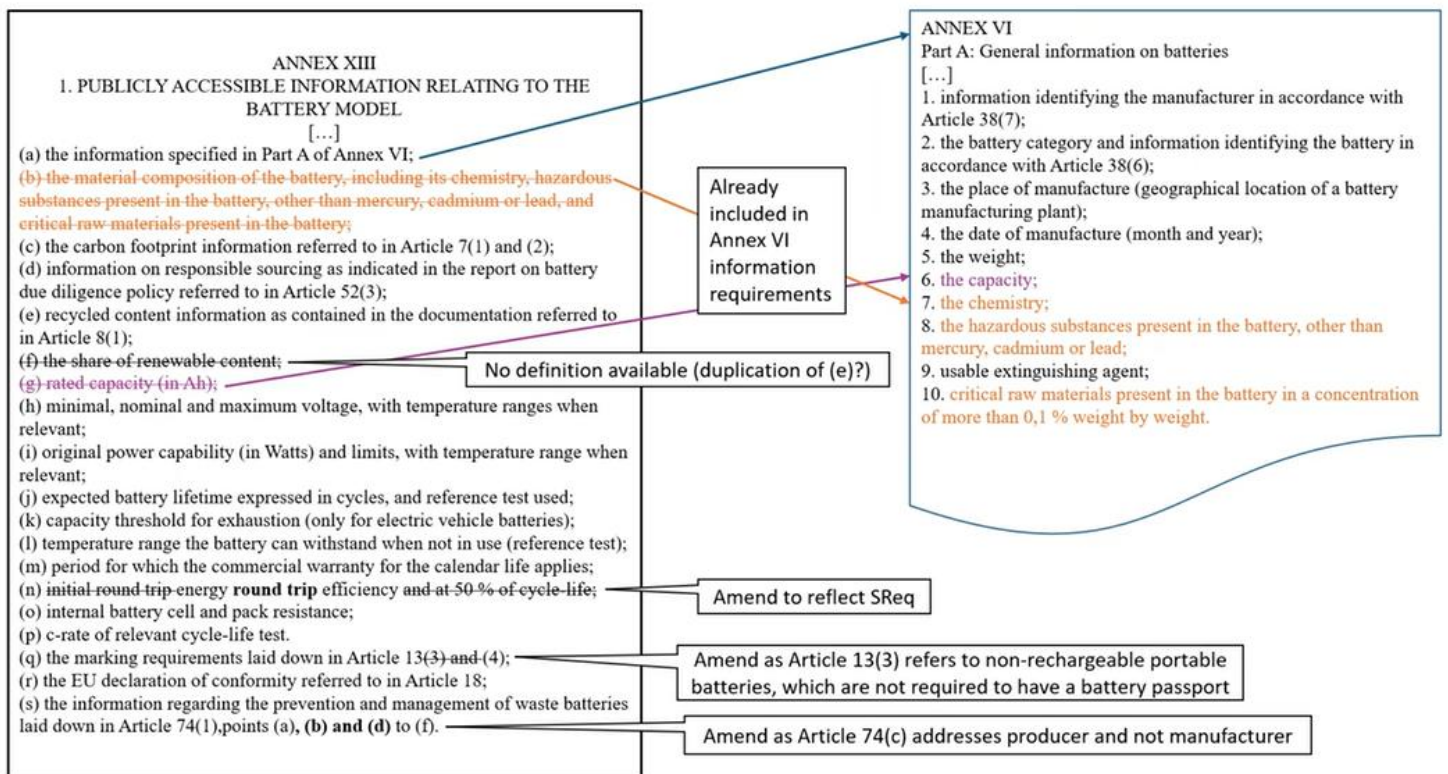 ANNEX XIII
1. PUBLICLY ACCESSIBLE INFORMATION RELATING TO THE
BATTERY MODEL
[…]
(a) the information specified in Part A of Annex VI;
(b) the material composition of the battery, including its chemistry, hazardous
substances present in the battery, other than mercury, cadmium or lead, and
critical raw materials present in the battery;
(c) the carbon footprint information referred to in Article 7(1) and (2);
(d) information on responsible sourcing as indicated in the report on battery
due diligence policy referred to in Article 52(3);
(e) recycled content information as contained in the documentation referred to
in Article 8(1);
(f) the share of renewable content;
(g) rated capacity (in Ah);
(h) minimal, nominal and maximum voltage, with temperature ranges when
relevant;
(i) original power capability (in Watts) and limits, with temperature range when
relevant;
(j) expected battery lifetime expressed in cycles, and reference test used;
(k) capacity threshold for exhaustion (only for electric vehicle batteries);
(l) temperature range the battery can withstand when not in use (reference test);
(m) period for which the commercial warranty for the calendar life applies;
(n) initial round trip energy round trip efficiency and at 50 % of cycle-life;
(o) internal battery cell and pack resistance;
(p) c-rate of relevant cycle-life test.
(q) the marking requirements laid down in Article 13(3) and (4);
(r) the EU declaration of conformity referred to in Article 18;
(s) the information regarding the prevention and management of waste batteries
laid down in Article 74(1),points (a), (b) and (d) to (f).
Already
included in
Annex VI
information
requirements
No definition available (duplication of (e)?)
Amend to reflect SReq
Amend as Article 13(3) refers to non-rechargeable portable
batteries, which are not required to have a battery passport
Amend as Article 74(c) addresses producer and not manufacturer
ANNEX VI
Part A: General information on batteries
[…]
1. information identifying the manufacturer in accordance with
Article 38(7);
2. the battery category and information identifying the battery in
accordance with Article 38(6);
3. the place of manufacture (geographical location of a battery
manufacturing plant);
4. the date of manufacture (month and year);
5. the weight;
6. the capacity;
7. the chemistry;
8. the hazardous substances present in the battery, other than
mercury, cadmium or lead;
9. usable extinguishing agent;
10. critical raw materials present in the battery in a concentration
of more than 0,1 % weight by weight.